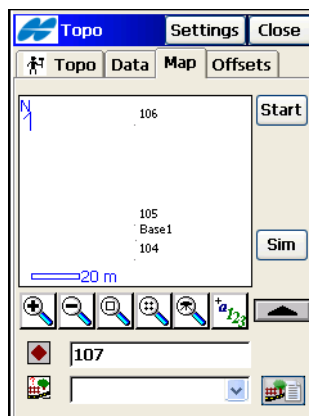 Topo Settings Close
Topo Data Map Offsets
N
106
Start
105
Base1
104
Sim
20 m
+a123
107